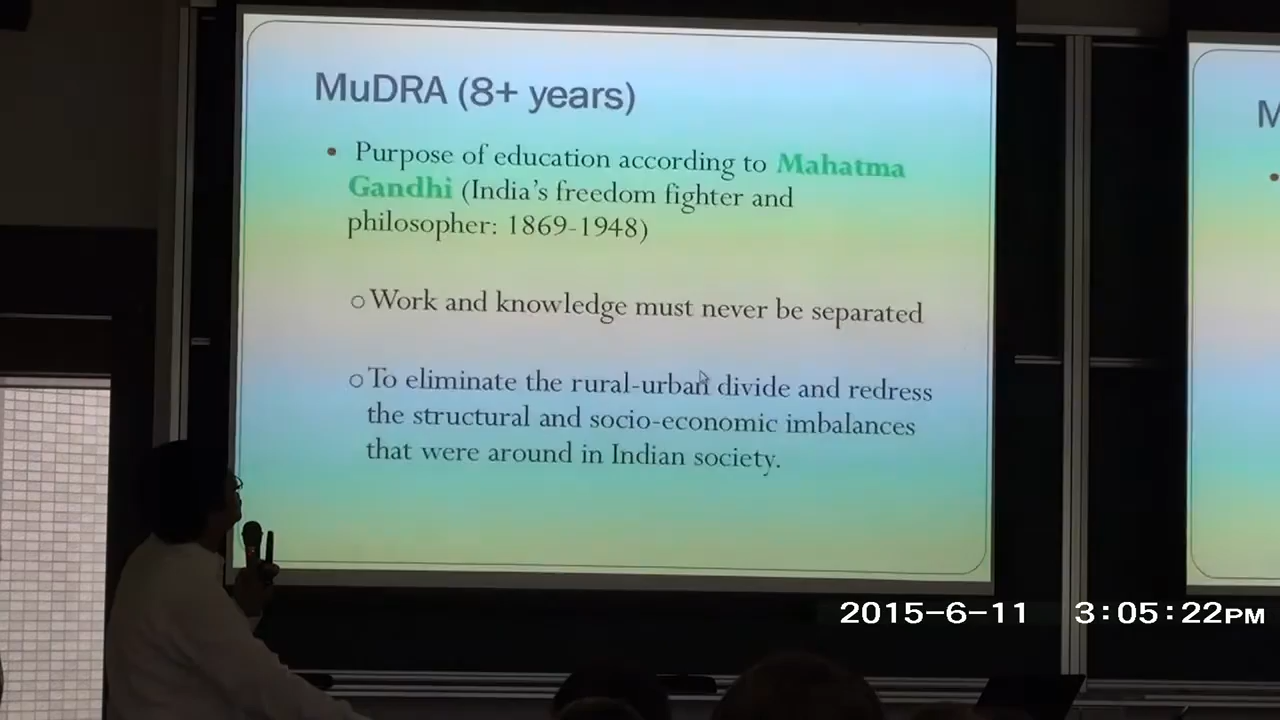 MuDRA (8+ years)
• Purpose of education according to Mahatma
Gandhi (India's freedom fighter and
philosopher: 1869-1948)
o Work and knowledge must never be separated
o To eliminate the rural-urban divide and redress
the structural and socio-economic imbalances
that were around in Indian society.
M
•
2015-6-11 3:05:22PM